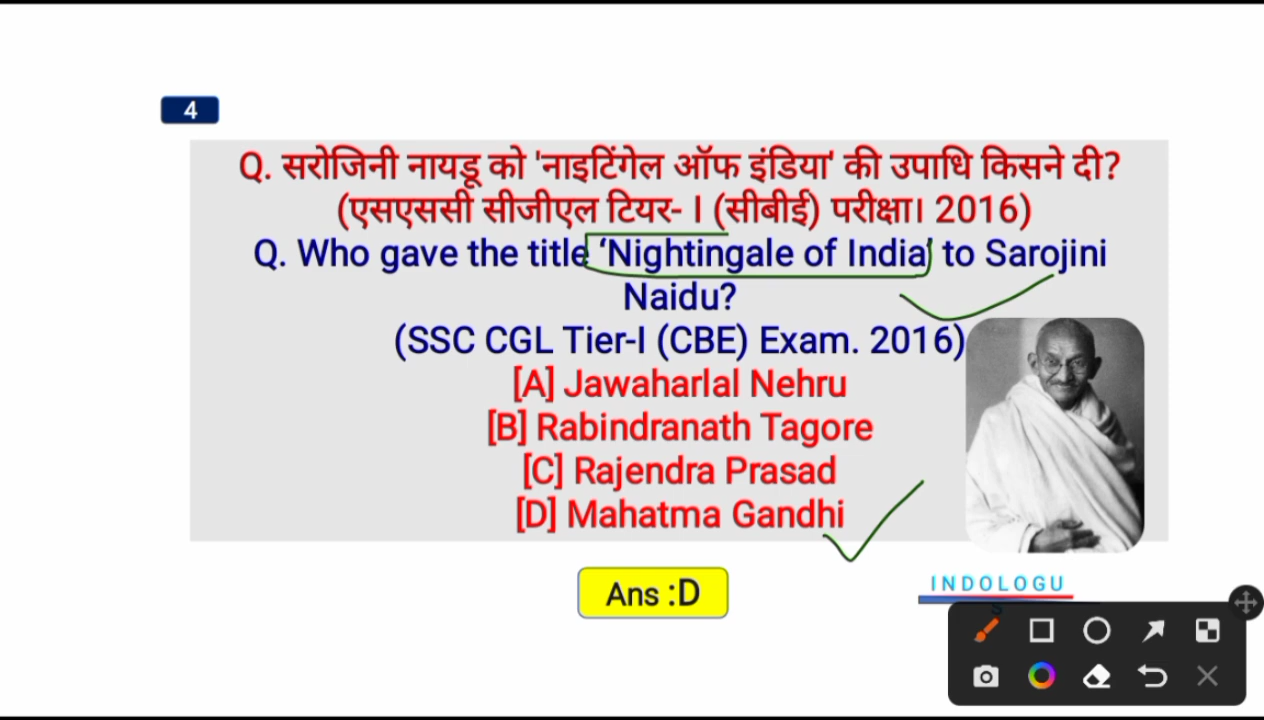 4
Q. सरोजिनी नायडू को 'नाइटिंगेल ऑफ इंडिया' की उपाधि किसने दी?
(एसएससी सीजीएल टियर- I (सीबीई) परीक्षा। 2016)
Q. Who gave the title ‘Nightingale of India’ to Sarojini
Naidu?
(SSC CGL Tier-I (CBE) Exam. 2016)
[A] Jawaharlal Nehru
[B] Rabindranath Tagore
[C] Rajendra Prasad
[D] Mahatma Gandhi
Ans :D
INDOLOGU
S